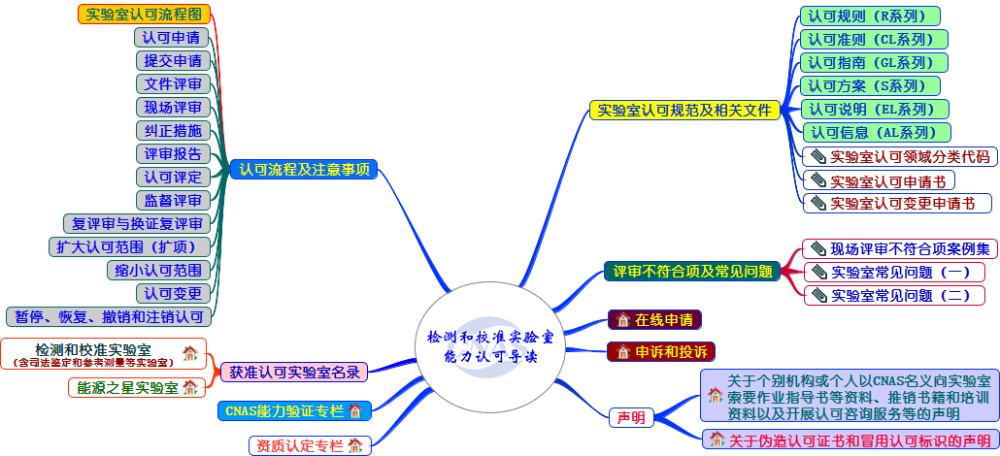 实验室认可流程图
认可申请
提交申请
文件评审
现场评审
纠正措施
评审报告
认可评定
监督评审
复评审与换证复评审
扩大认可范围（扩项）
缩小认可范围
认可变更
暂停、恢复、撤销和注销认可
认可流程及注意事项
检测和校准实验室
（含司法鉴定和参考测量等实验室）
能源之星实验室
获准认可实验室名录
CNAS能力验证专栏
资质认定专栏
检测和校准实验室
能力认可导读
CNAS
实验室认可规范及相关文件
认可规则（R系列）
认可准则（CL系列）
认可指南（GL系列）
认可方案（S系列）
认可说明（EL系列）
认可信息（AL系列）
实验室认可领域分类代码
实验室认可申请书
实验室认可变更申请书
评审不符合项及常见问题
现场评审不符合项案例集
实验室常见问题（一）
实验室常见问题（二）
在线申请
申诉和投诉
声明
关于个别机构或个人以CNAS名义向实验室
索要作业指导书等资料、推销书籍和培训
资料以及开展认可咨询服务等的声明
关于伪造认可证书和冒用认可标识的声明